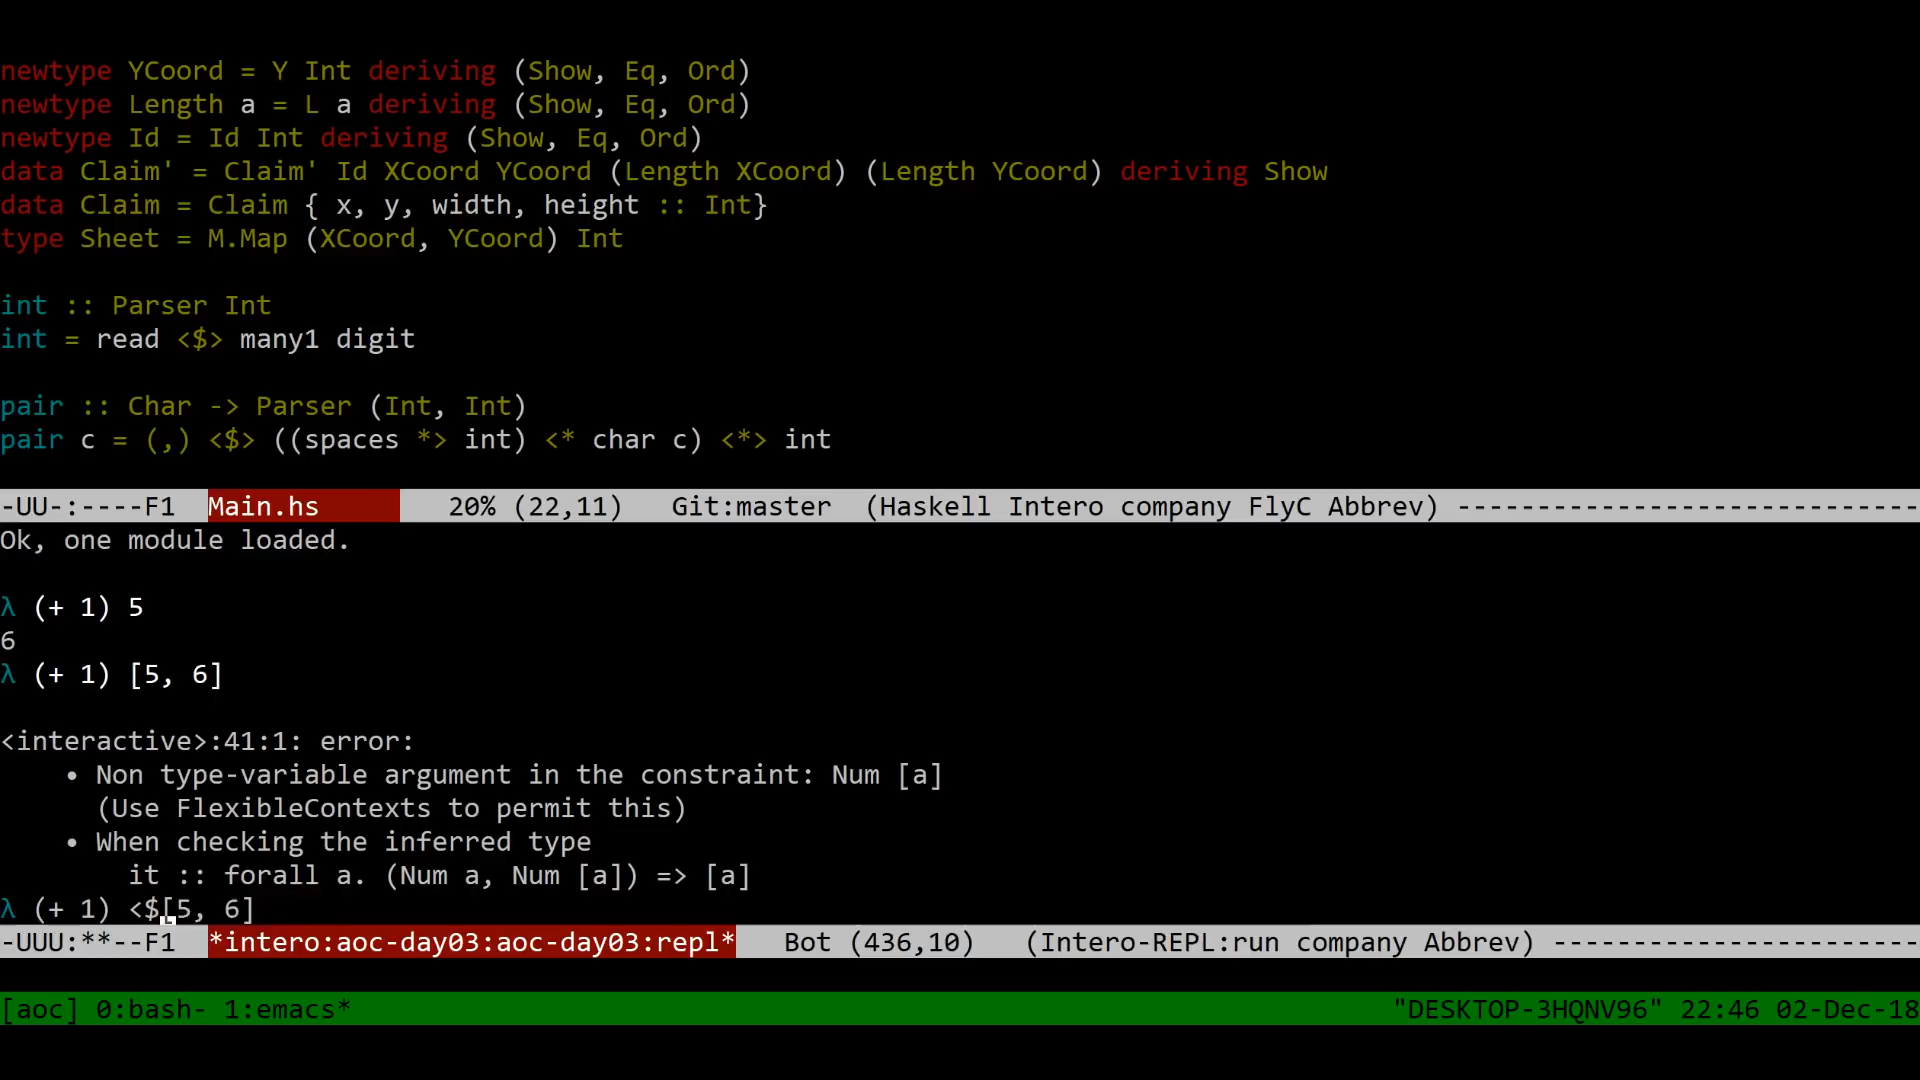 newtype YCoord = Y Int deriving (Show, Eq, Ord)
newtype Length a = L a deriving (Show, Eq, Ord)
newtype Id = Id Int deriving (Show, Eq, Ord)
data Claim' = Claim' Id XCoord YCoord (Length XCoord) (Length YCoord) deriving Show
data Claim = Claim { x, y, width, height :: Int}
type Sheet = M.Map (XCoord, YCoord) Int
int :: Parser Int
int = read <$> many1 digit
pair :: Char -> Parser (Int, Int)
pair c = (,) <$> ((spaces *> int) <* char c) <*> int
-UU-:----F1  Main.hs       20% (22,11)   Git:master  (Haskell Intero company FlyC Abbrev) -----------------------------
Ok, one module loaded.
λ (+ 1) 5
6
λ (+ 1) [5, 6]
<interactive>:41:1: error:
    • Non type-variable argument in the constraint: Num [a]
      (Use FlexibleContexts to permit this)
    • When checking the inferred type
        it :: forall a. (Num a, Num [a]) => [a]
λ (+ 1) <$[5, 6]
-UUU:**--F1  *intero:aoc-day03:aoc-day03:repl*   Bot (436,10)   (Intero-REPL:run company Abbrev) -----------------------
[aoc] 0:bash- 1:emacs* "DESKTOP-3HQNV96" 22:46 02-Dec-18